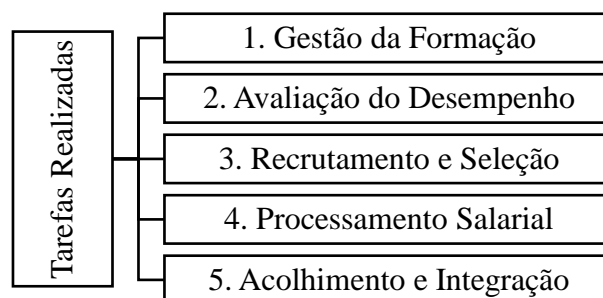 Tarefas Realizadas
1. Gestão da Formação
2. Avaliação do Desempenho
3. Recrutamento e Seleção
4. Processamento Salarial
5. Acolhimento e Integração